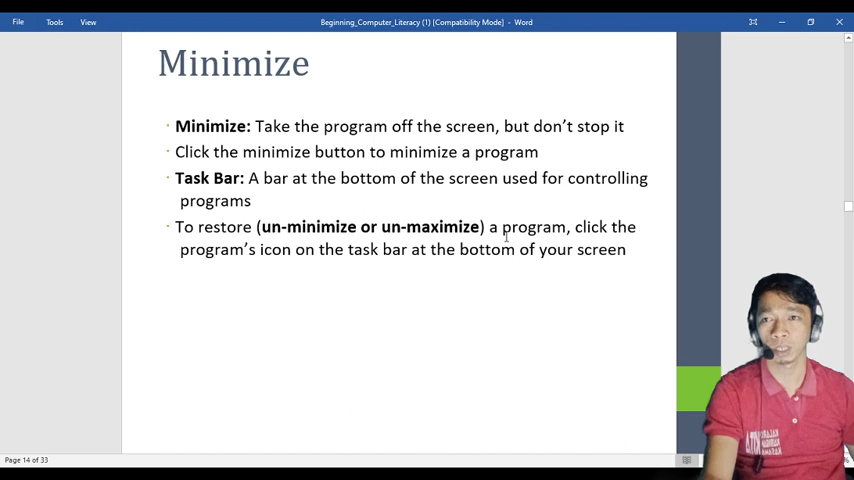 File Tools View Beginning_Computer_Literacy (1) [Compatibility Mode] - Word
Minimize
· Minimize: Take the program off the screen, but don’t stop it
· Click the minimize button to minimize a program
· Task Bar: A bar at the bottom of the screen used for controlling
programs
· To restore (un-minimize or un-maximize) a program, click the
program’s icon on the task bar at the bottom of your screen
Page 14 of 33